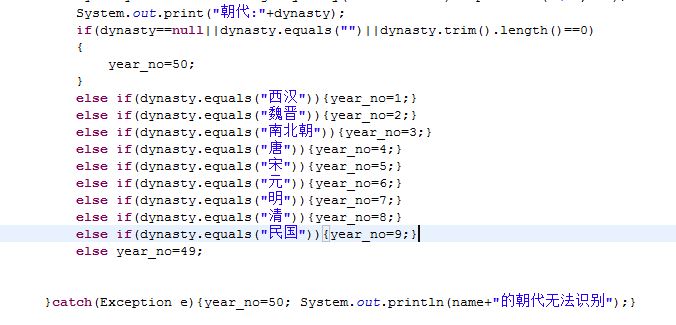 System.out.print("朝代:"+dynasty);
if(dynasty==null||dynasty.equals("")||dynasty.trim().length()==0)
{
year_no=50;
}
else if(dynasty.equals("西汉")){year_no=1;}
else if(dynasty.equals("魏晋")){year_no=2;}
else if(dynasty.equals("南北朝")){year_no=3;}
else if(dynasty.equals("唐")){year_no=4;}
else if(dynasty.equals("宋")){year_no=5;}
else if(dynasty.equals("元")){year_no=6;}
else if(dynasty.equals("明")){year_no=7;}
else if(dynasty.equals("清")){year_no=8;}
else if(dynasty.equals("民国")){year_no=9;}
else year_no=49;
}catch(Exception e){year_no=50; System.out.println(name+"的朝代无法识别");}